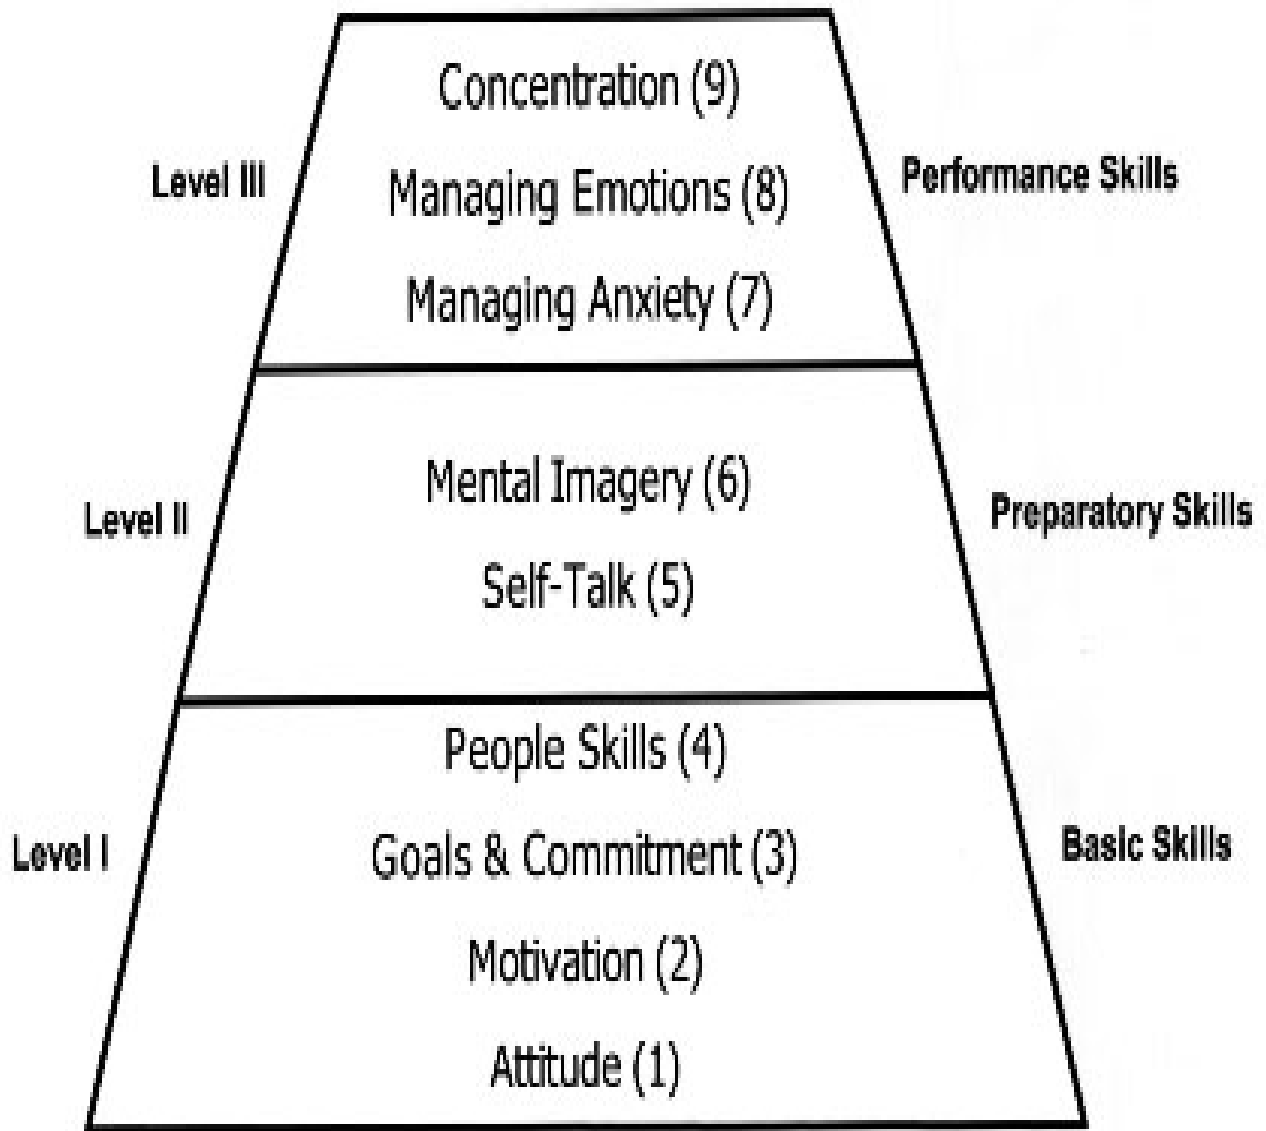 Concentration (9)
Level III
Managing Emotions (8)
Performance Skills
Managing Anxiety (7)
Mental Imagery (6)
Level II
Preparatory Skills
Self-Talk (5)
People Skills (4)
Level I
Goals & Commitment (3)
Basic Skills
Motivation (2)
Attitude (1)